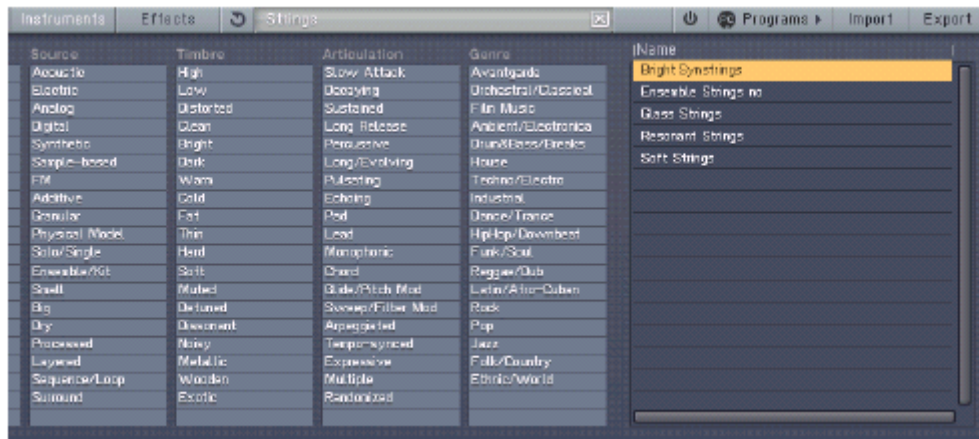 Instruments Effects Strings Programs Import Export
Source Timbre Articulation Genre Name
Acoustic High Slow Attack Avantgarde Bright Synstrings
Electric Low Decaying Orchestral/Classical Ensemble Strings no
Analog Distorted Sustained Film Music Glass Strings
Digital Clean Long Release Ambient/Electronica Resonant Strings
Synthetic Bright Percussive Drum&Bass/Breaks Soft Strings
Sample-based Dark Long/Evolving House
FM Warm Pulsating Techno/Electro
Additive Cold Echoing Industrial
Granular Fat Pad Dance/Trance
Physical Model Thin Lead HipHop/Downbeat
Solo/Single Hard Monophonic Funk/Soul
Ensemble/Kit Soft Chord Reggae/Dub
Small Muted Glide/Pitch Mod Latin/Afro-Cuban
Big Detuned Sweep/Filter Mod Rock
Dry Dissonant Arpeggiated Pop
Processed Noisy Tempo-synced Jazz
Layered Metallic Expressive Folk/Country
Sequence/Loop Wooden Multiple Ethnic/World
Surround Exotic Randomized